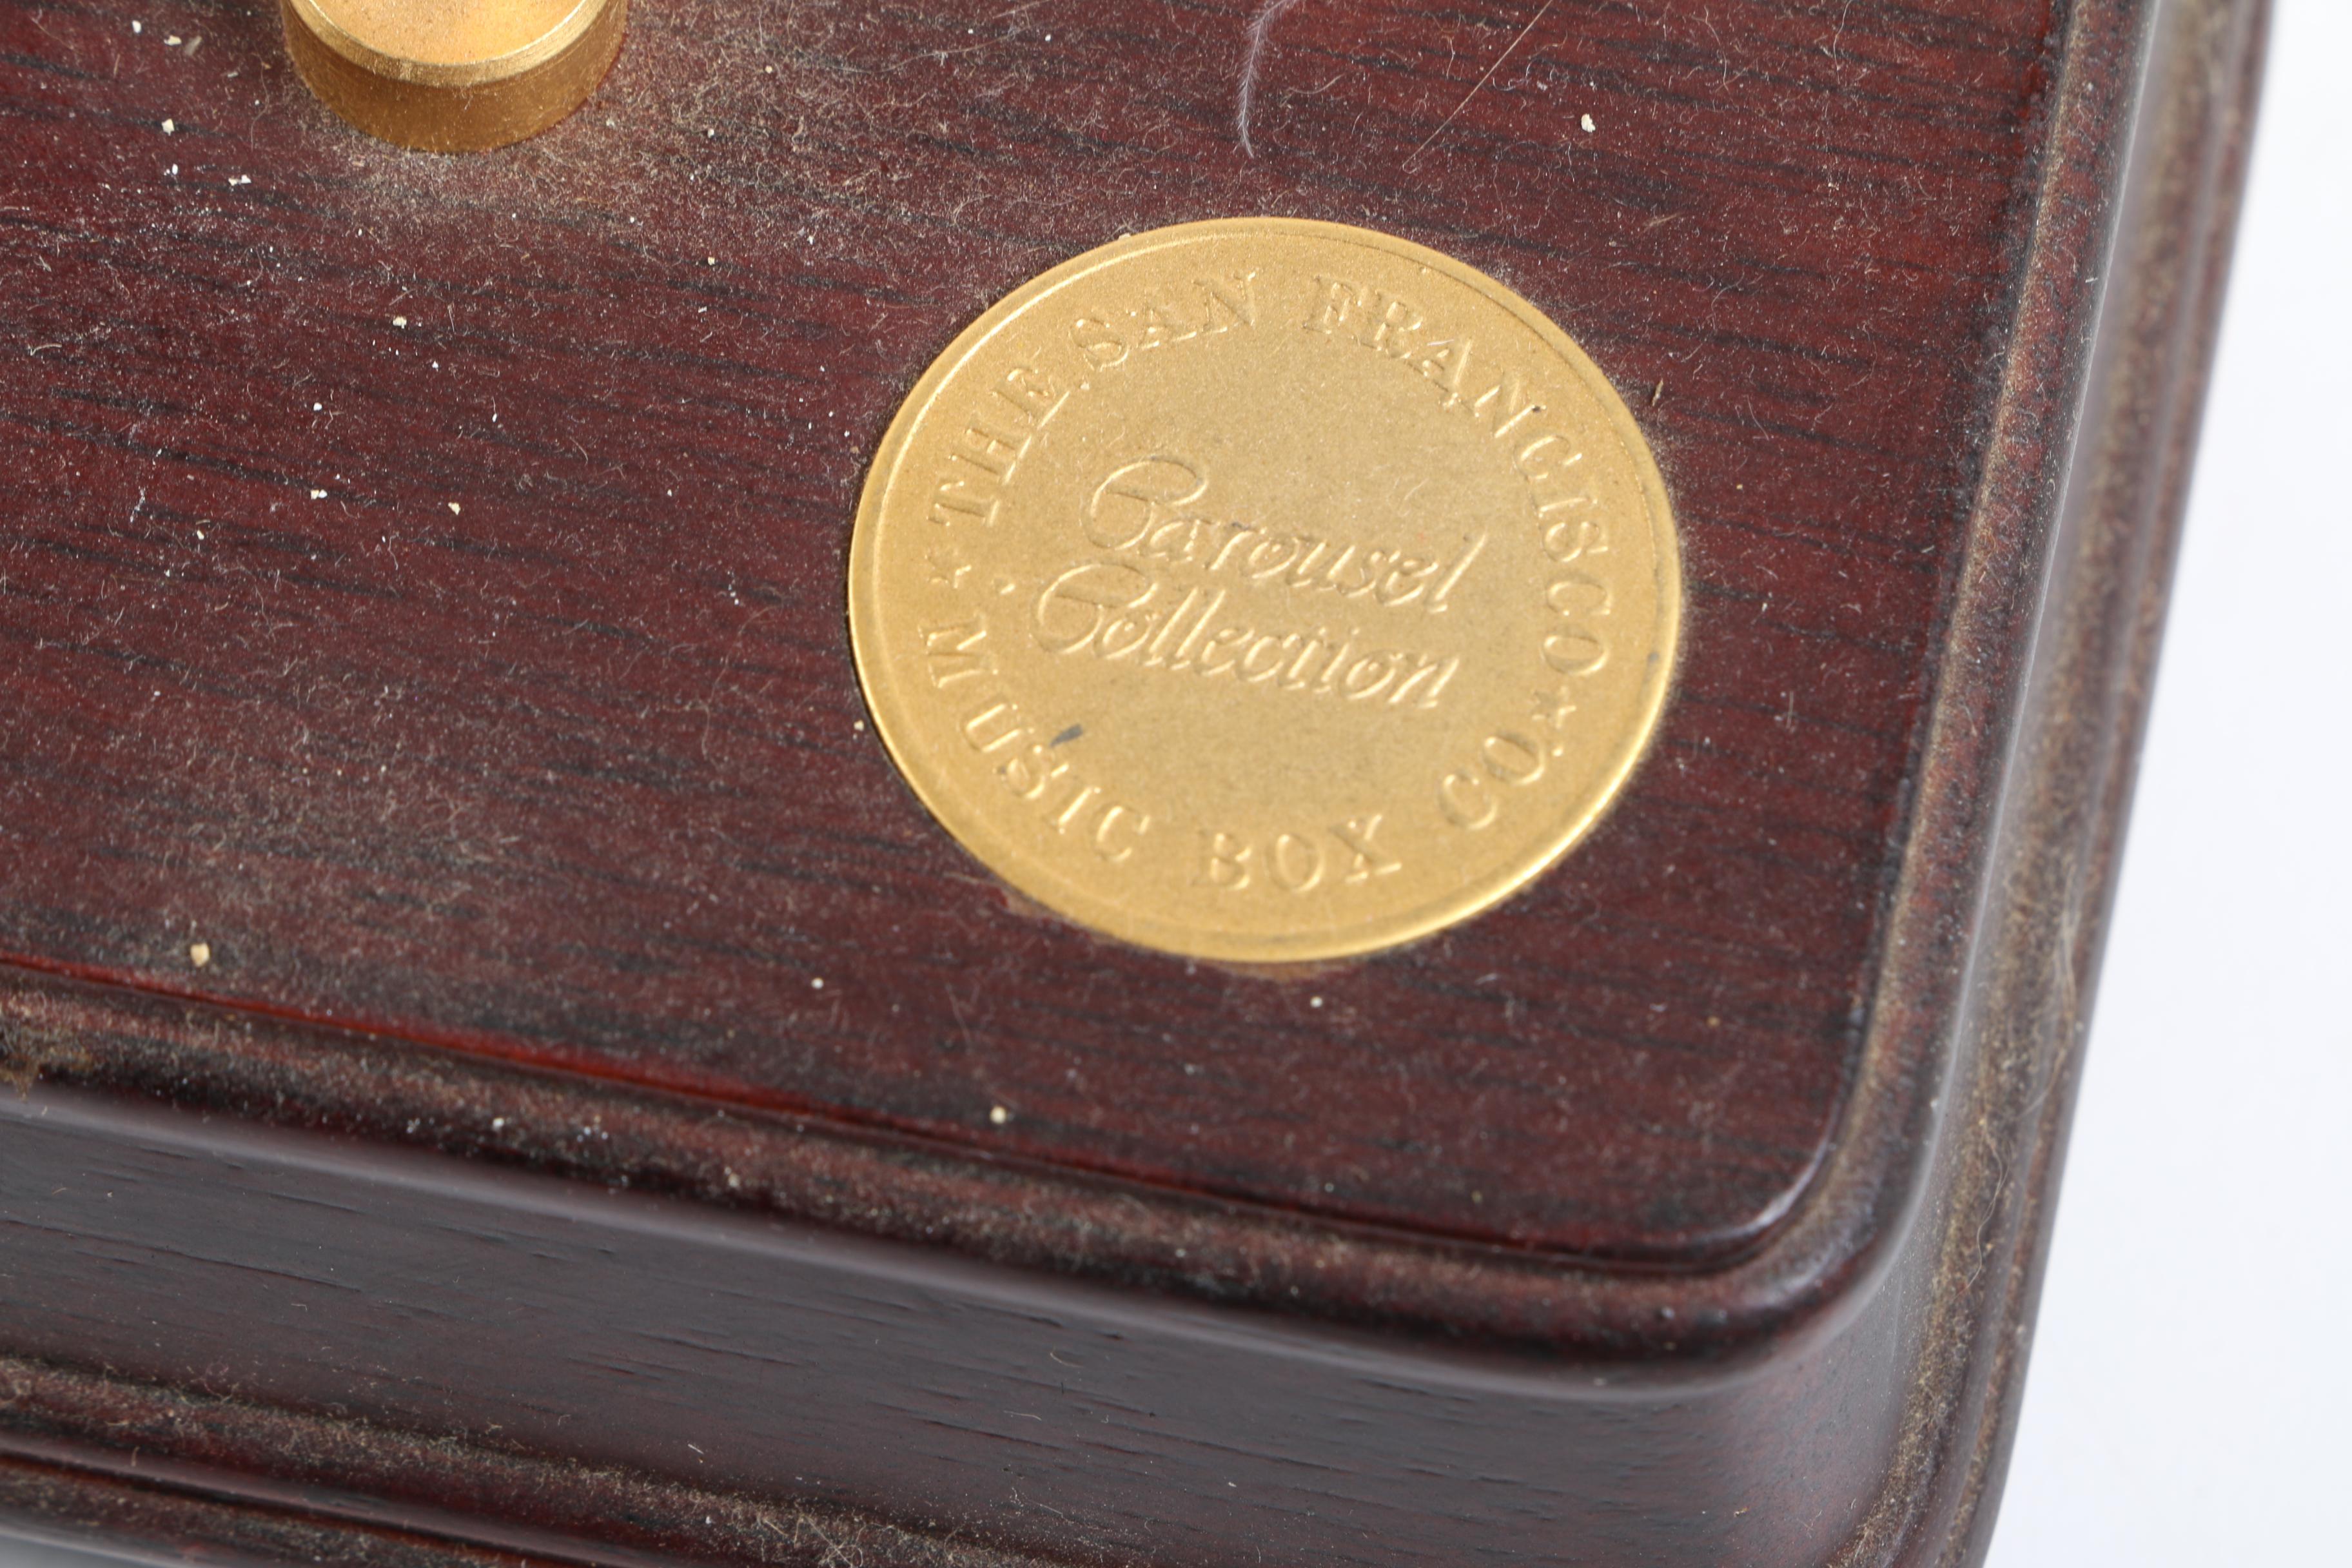 THE SAN FRANCISCO
Carousel
Collection
MUSIC BOX CO.